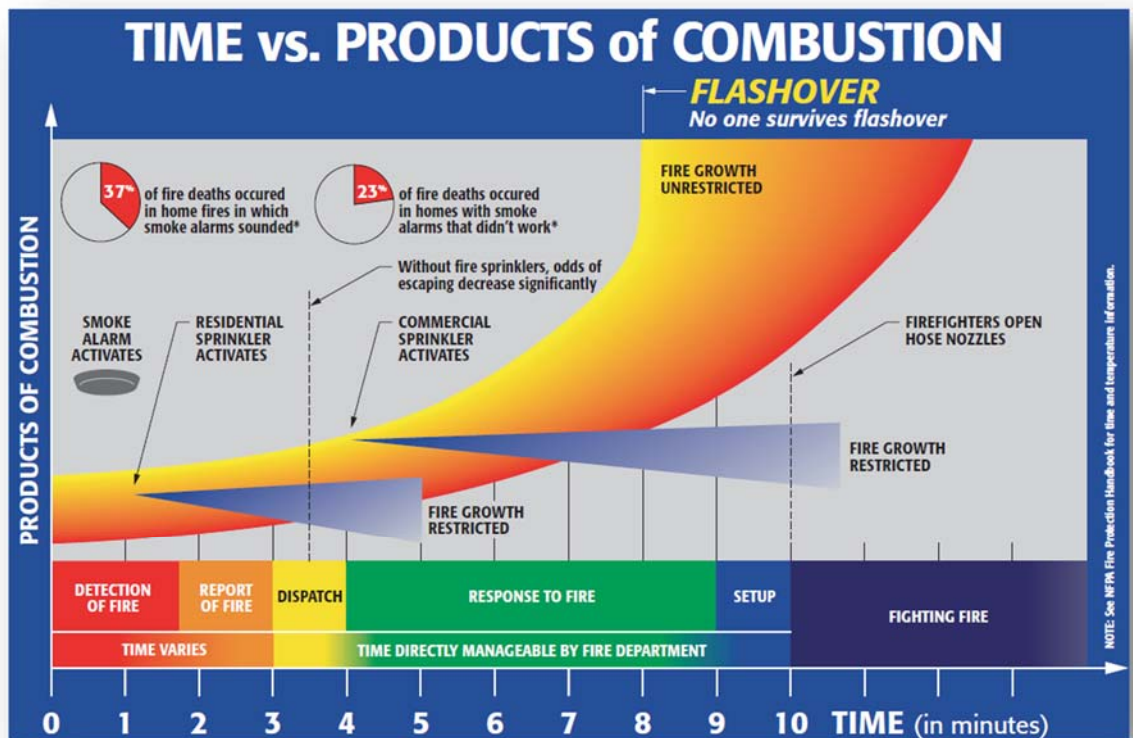 TIME vs. PRODUCTS of COMBUSTION
FLASHOVER
No one survives flashover
37%
of fire deaths occured
in home fires in which
smoke alarms sounded*
23%
of fire deaths occured
in homes with smoke
alarms that didn't work*
FIRE GROWTH
UNRESTRICTED
Without fire sprinklers, odds of
escaping decrease significantly
SMOKE
ALARM
ACTIVATES
RESIDENTIAL
SPRINKLER
ACTIVATES
COMMERCIAL
SPRINKLER
ACTIVATES
FIREFIGHTERS OPEN
HOSE NOZZLES
FIRE GROWTH
RESTRICTED
FIRE GROWTH
RESTRICTED
PRODUCTS OF COMBUSTION
DETECTION
OF FIRE
REPORT
OF FIRE
DISPATCH
RESPONSE TO FIRE
SETUP
FIGHTING FIRE
TIME VARIES
TIME DIRECTLY MANAGEABLE BY FIRE DEPARTMENT
0 1 2 3 4 5 6 7 8 9 10 TIME (in minutes)
NOTE: See NFPA Fire Protection Handbook for time and temperature information.